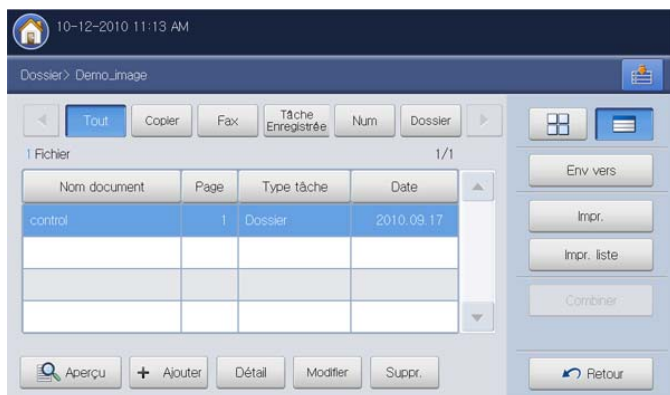 10-12-2010 11:13 AM
Dossier> Demo_image
Tout Copier Fax Tâche Enregistrée Num Dossier
1 Fichier 1/1
Nom document Page Type tâche Date
control 1 Dossier 2010.09.17
Env vers
Impr.
Impr. liste
Combiner
Aperçu + Ajouter Détail Modifier Suppr.
Retour